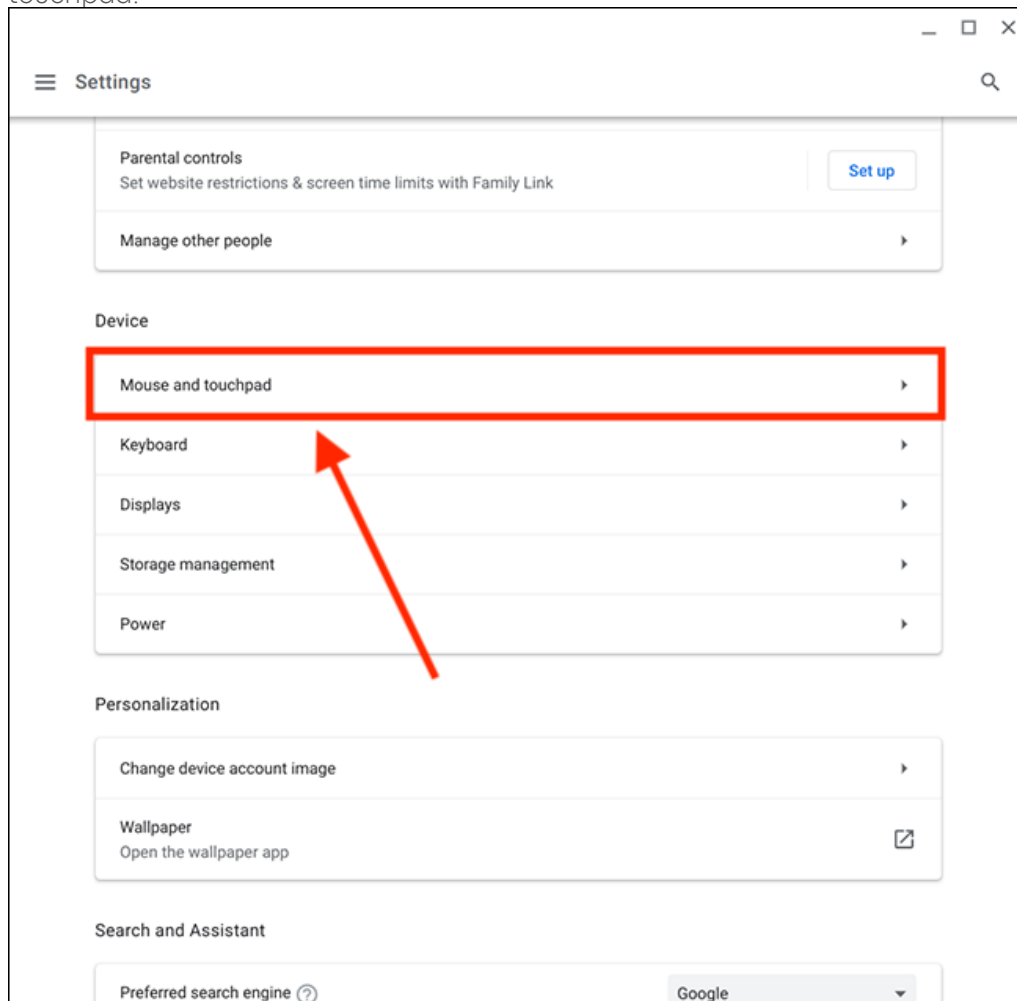 touchpad.
Settings
Parental controls
Set website restrictions & screen time limits with Family Link
Set up
Manage other people
Device
Mouse and touchpad
Keyboard
Displays
Storage management
Power
Personalization
Change device account image
Wallpaper
Open the wallpaper app
Search and Assistant
Preferred search engine
Google